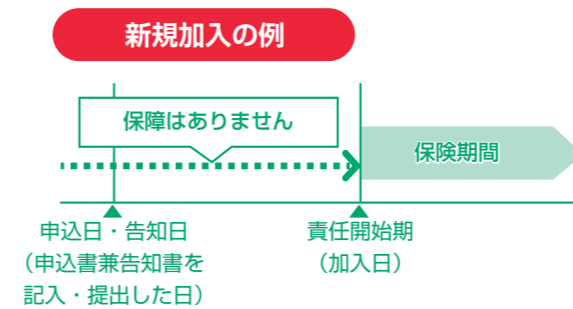 新規加入の例
保障はありません
保険期間
申込日・告知日
(申込書兼告知書を
記入・提出した日)
責任開始期
(加入日)